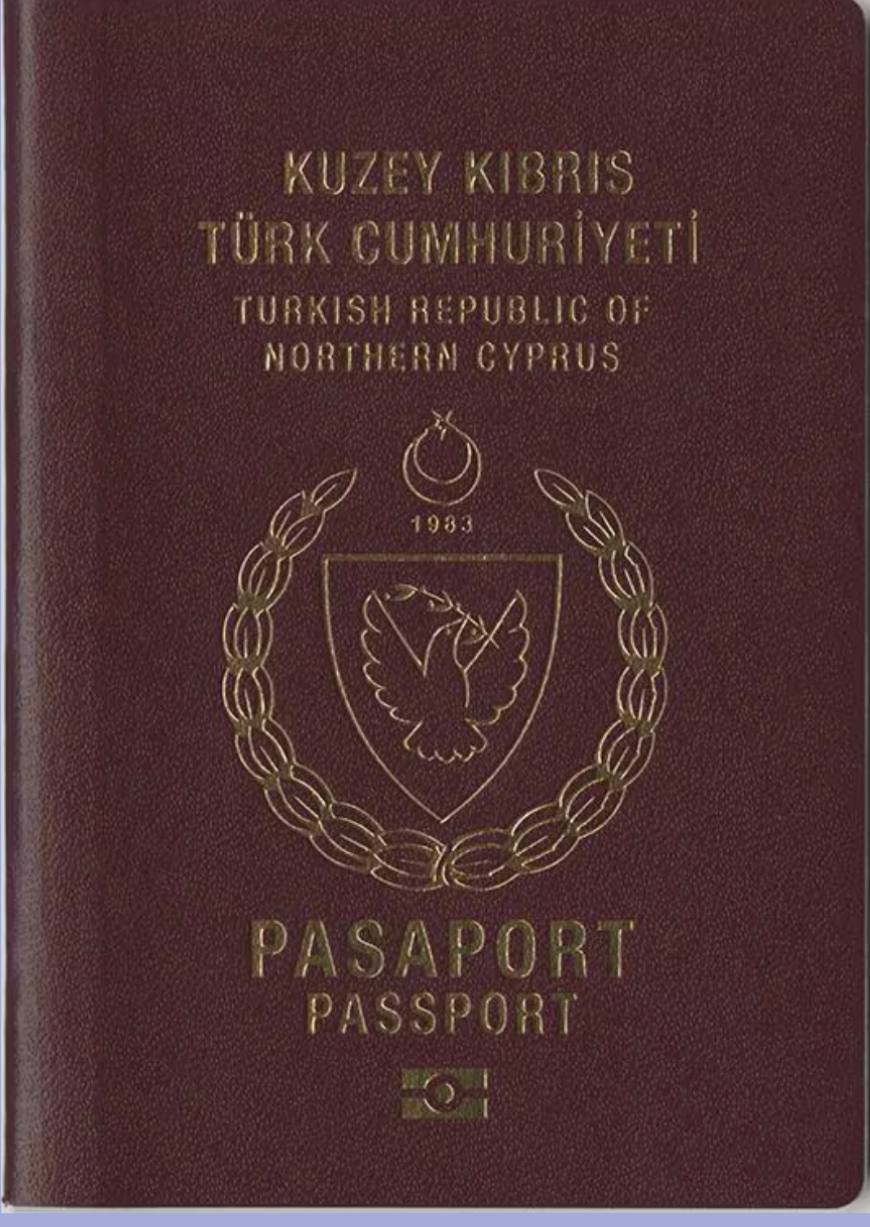 KUZEY KIBRIS
TÜRK CUMHURİYETİ
TURKISH REPUBLIC OF
NORTHERN CYPRUS
1983
PASAPORT
PASSPORT